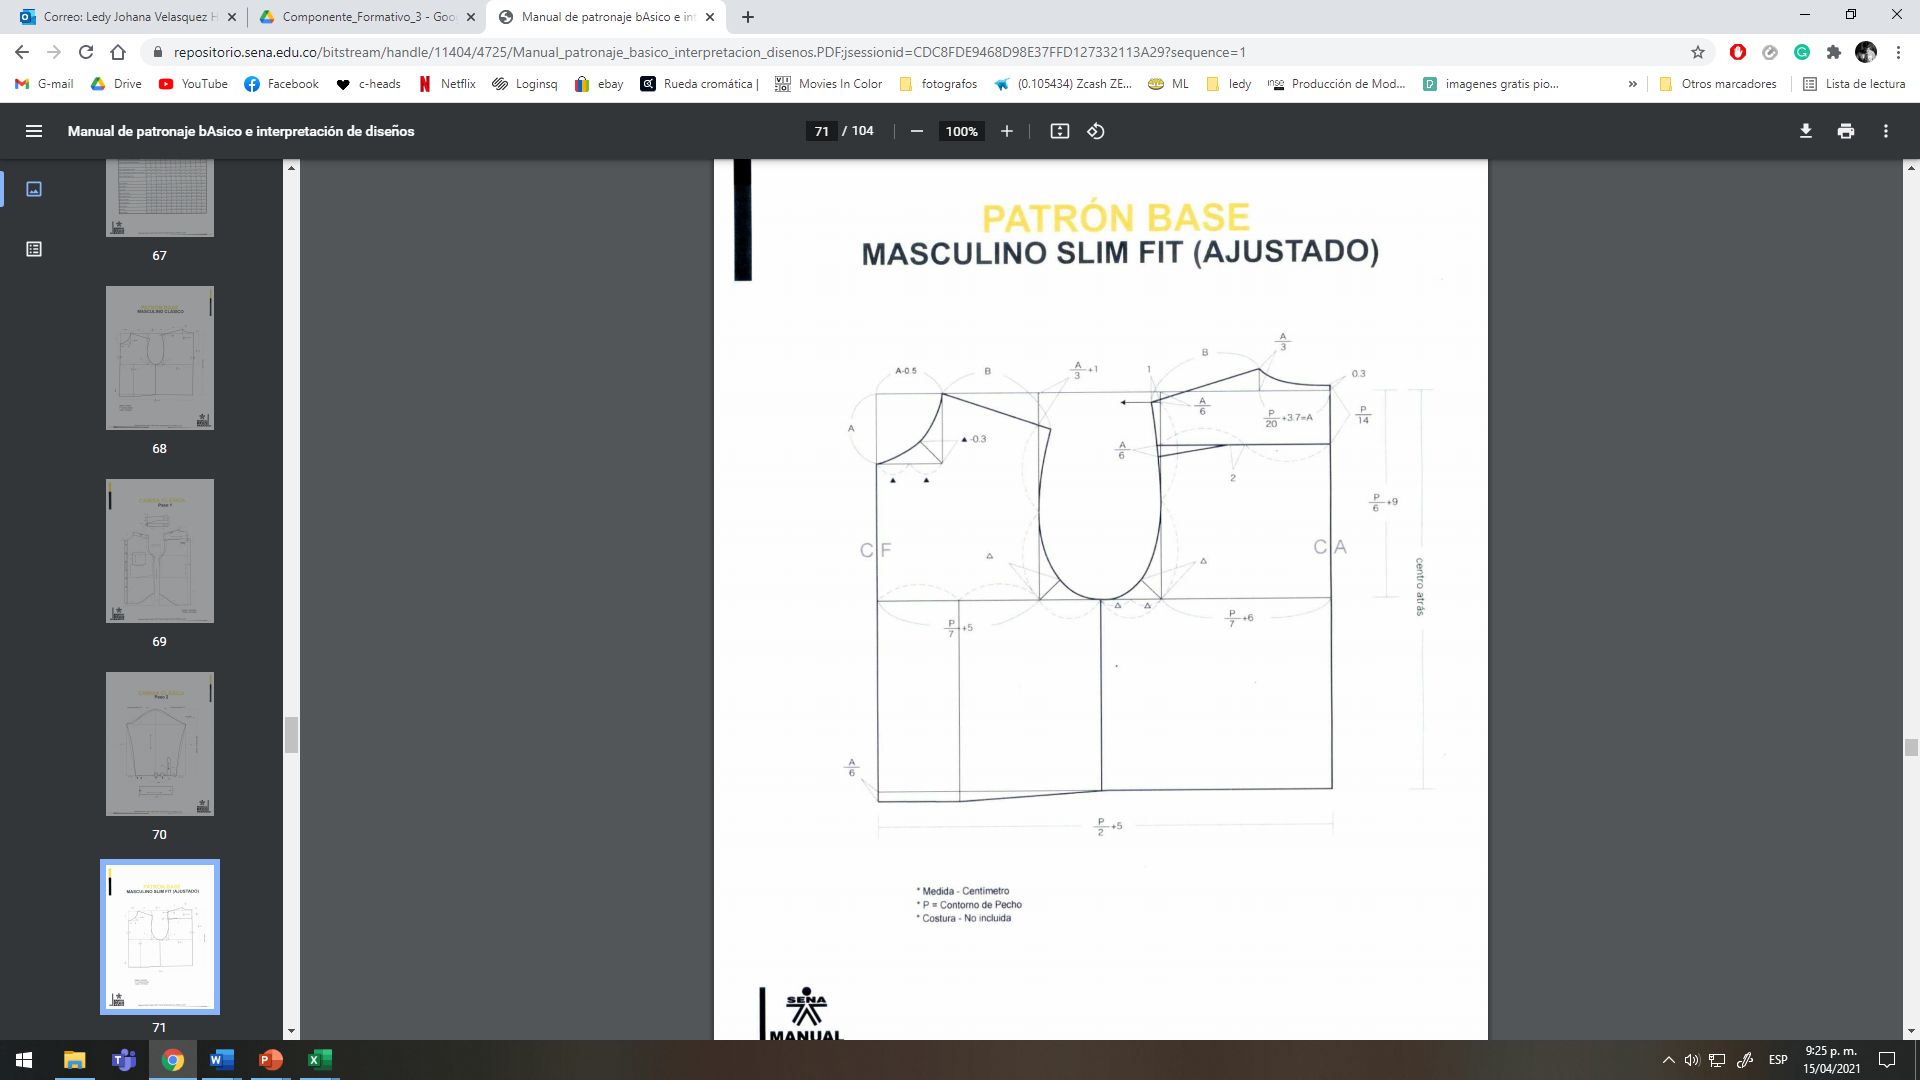 Correo: Ledy Johana Velasquez H
Componente_Formativo_3 - Goo
Manual de patronaje bAsico e int
repositorio.sena.edu.co/bitstream/handle/11404/4725/Manual_patronaje_basico_interpretacion_disenos.PDF;jsessionid=CDC8FDE9468D98E37FFD127332113A29?sequence=1
G-mail
Drive
YouTube
Facebook
c-heads
Netflix
Loginsq
ebay
Rueda cromática |
Movies In Color
fotografos
(0.105434) Zcash ZE...
ML
ledy
Producción de Mod...
imagenes gratis pio...
»
Otros marcadores
Lista de lectura
Manual de patronaje bAsico e interpretación de diseños
71 / 104
100%
67
68
69
70
71
PATRÓN BASE
MASCULINO SLIM FIT (AJUSTADO)
A-0.5
B
A/3 +1
1
B
A/3
0.3
A
-0.3
A/6
A/6
P/20 +3.7=A
P/14
2
P/6 +9
C F
C A
centro atrás
P/7 +5
P/7 +6
A/6
P/2 +5
* Medida - Centimetro
* P = Contorno de Pecho
* Costura - No incluida
SENA
MANUAL
ESP
9:25 p. m.
15/04/2021